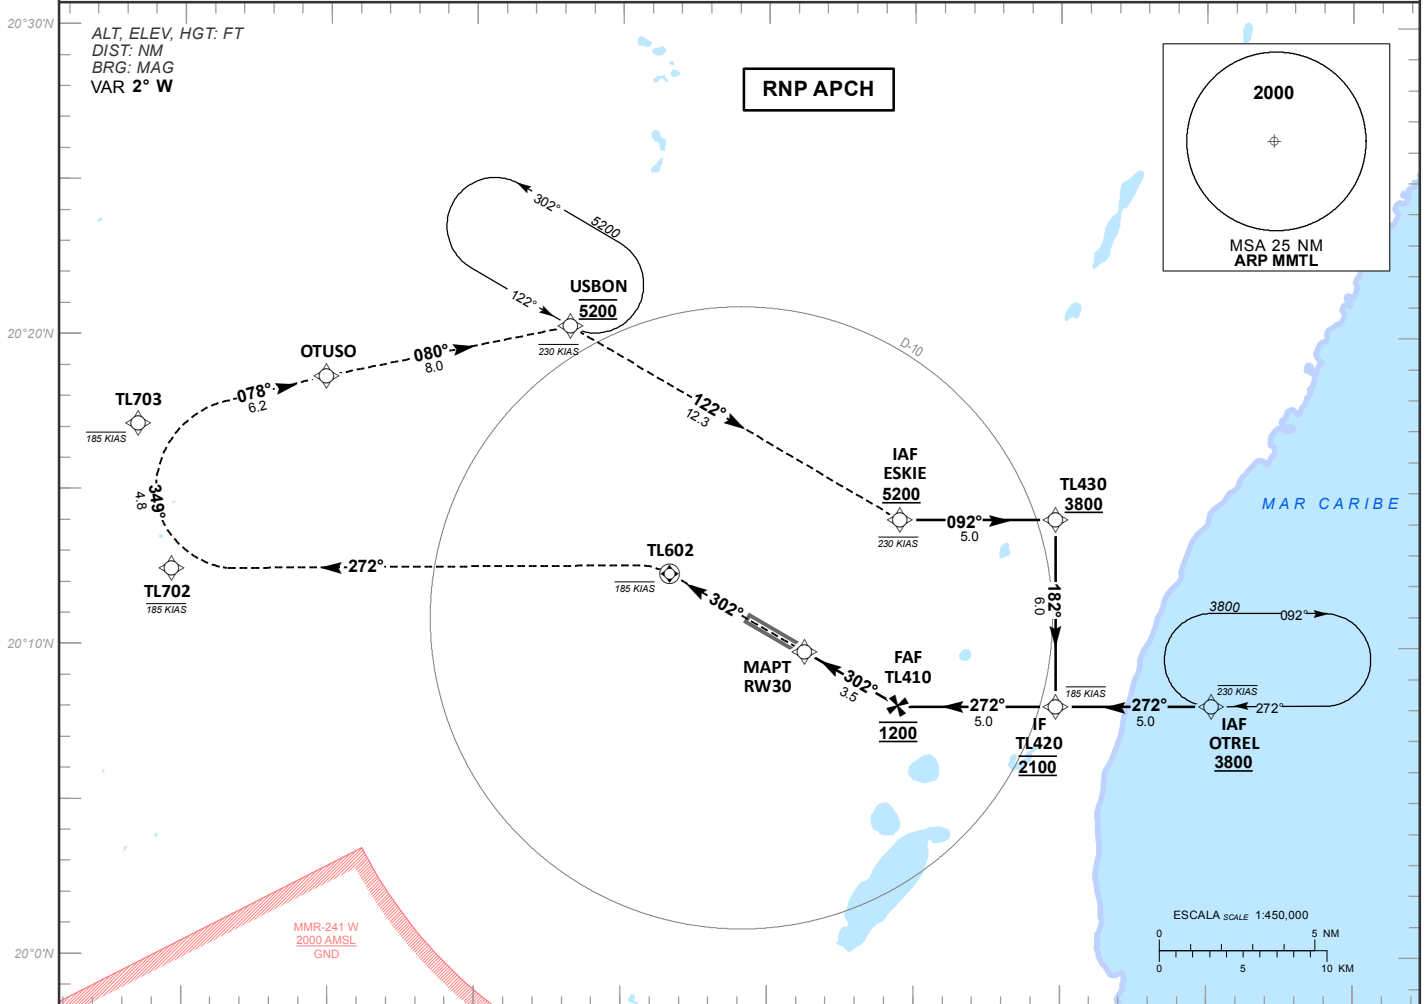 20°30'N
ALT, ELEV, HGT: FT
DIST: NM
BRG: MAG
VAR 2° W
RNP APCH
2000
MSA 25 NM
ARP MMTL
302°
5200
122°
USBON
5200
230 KIAS
20°20'N
D-10
OTUSO
080°
8.0
078°
6.2
TL703
185 KIAS
122°
12.3
349°
4.8
IAF
ESKIE
5200
230 KIAS
092°
5.0
TL430
3800
MAR CARIBE
TL702
185 KIAS
272°
TL602
185 KIAS
302°
182°
6.0
3800
092°
20°10'N
MAPT
RW30
302°
3.5
FAF
TL410
1200
272°
5.0
185 KIAS
IF
TL420
2100
272°
5.0
230 KIAS
272°
IAF
OTREL
3800
MMR-241 W
2000 AMSL
GND
20°0'N
ESCALA SCALE 1:450,000
0 5 NM
0 5 10 KM